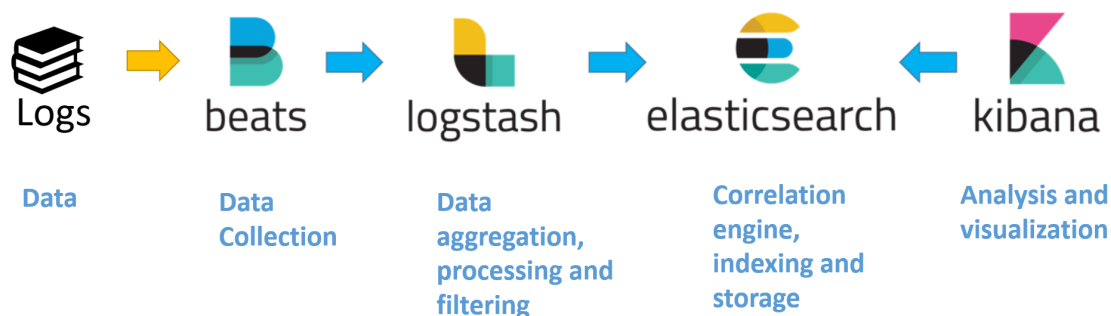 Logs
beats
logstash
elasticsearch
kibana
Data
Data
Collection
Data
aggregation,
processing and
filtering
Correlation
engine,
indexing and
storage
Analysis and
visualization